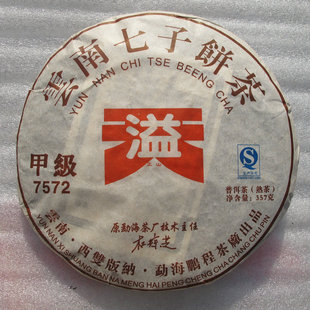 雲南七子餅茶
YUN NAN CHI TSE BEENG CHA
溢
甲級
7572
普洱茶（熟茶）
净含量：357克
原勐海茶厂技术主任
雲南·西雙版納·勐海鹏程茶廠出品
YUN NAN XI SHUANG BAN NA MENG HAI PENG CHENG CHA CHANG CHU PIN